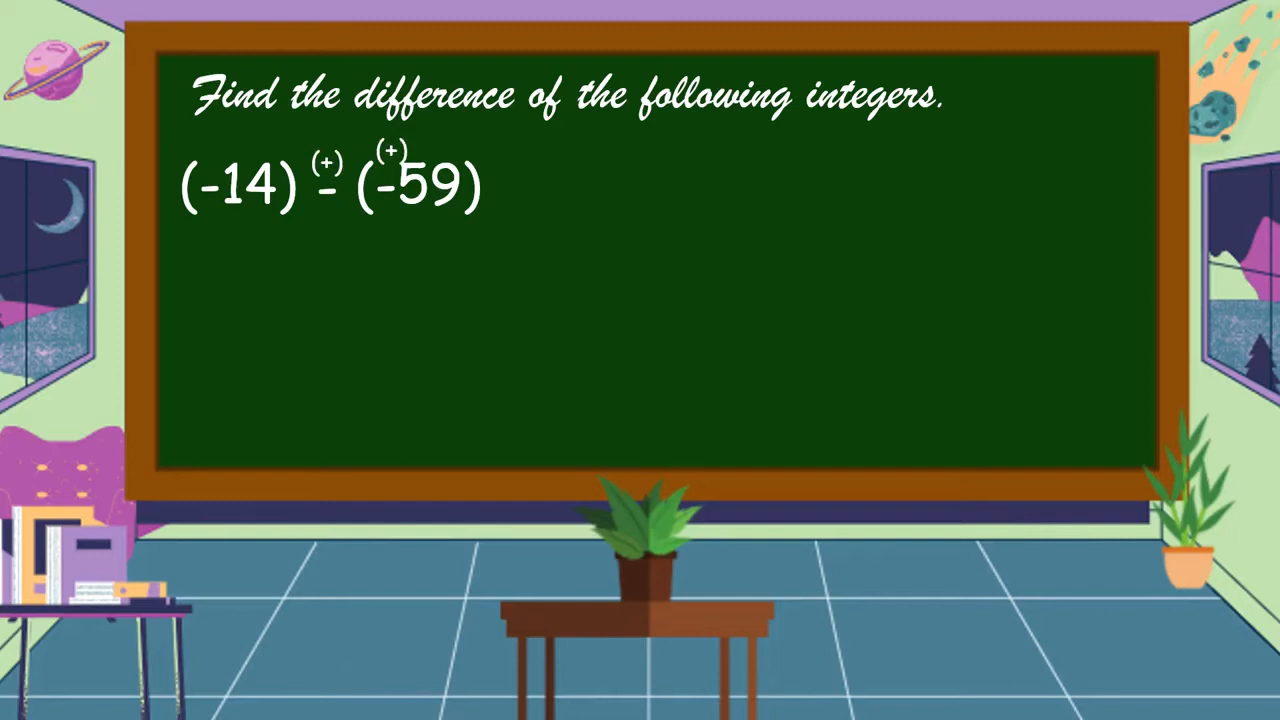 Find the difference of the following integers.
(+) (+)
(-14) - (-59)